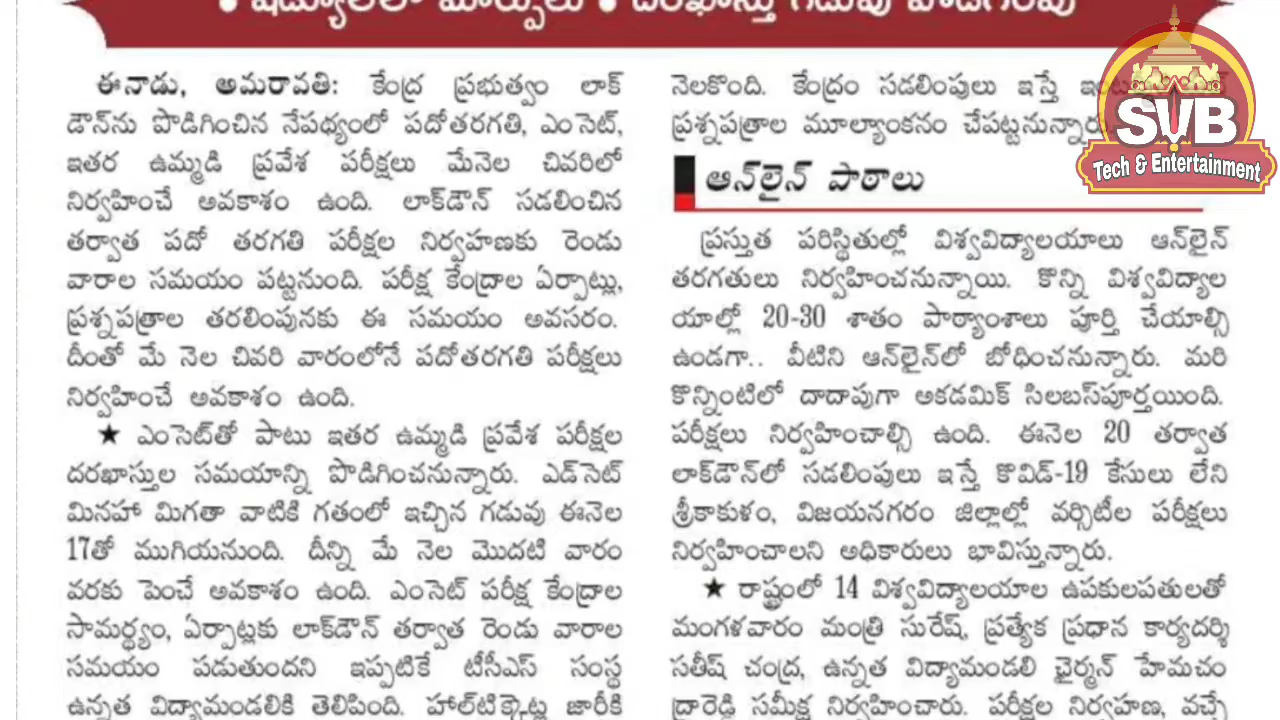 • షెడ్యూలులో మార్పులు • దరఖాస్తు గడువు పొడిగింపు
ఈనాడు, అమరావతి: కేంద్ర ప్రభుత్వం లాక్
డౌన్‌ను పొడిగించిన నేపథ్యంలో పదోతరగతి, ఎంసెట్,
ఇతర ఉమ్మడి ప్రవేశ పరీక్షలు మేనెల చివరిలో
నిర్వహించే అవకాశం ఉంది. లాక్‌డౌన్ సడలించిన
తర్వాత పదో తరగతి పరీక్షల నిర్వహణకు రెండు
వారాల సమయం పట్టనుంది. పరీక్ష కేంద్రాల ఏర్పాట్లు,
ప్రశ్నపత్రాల తరలింపునకు ఈ సమయం అవసరం.
దీంతో మే నెల చివరి వారంలోనే పదోతరగతి పరీక్షలు
నిర్వహించే అవకాశం ఉంది.
★ ఎంసెట్‌తో పాటు ఇతర ఉమ్మడి ప్రవేశ పరీక్షల
దరఖాస్తుల సమయాన్ని పొడిగించనున్నారు. ఎడ్‌సెట్
మినహా మిగతా వాటికి గతంలో ఇచ్చిన గడువు ఈనెల
17తో ముగియనుంది. దీన్ని మే నెల మొదటి వారం
వరకు పెంచే అవకాశం ఉంది. ఎంసెట్ పరీక్ష కేంద్రాల
సామర్థ్యం, ఏర్పాట్లకు లాక్‌డౌన్ తర్వాత రెండు వారాల
సమయం పడుతుందని ఇప్పటికే టీసీఎస్ సంస్థ
ఉన్నత విద్యామండలికి తెలిపింది. హాల్‌టిక్కెట్ల జారీకి
నెలకొంది. కేంద్రం సడలింపులు ఇస్తే
ప్రశ్నపత్రాల మూల్యాంకనం చేపట్టనున్నారు.
ఆన్‌లైన్ పాఠాలు
ప్రస్తుత పరిస్థితుల్లో విశ్వవిద్యాలయాలు ఆన్‌లైన్
తరగతులు నిర్వహించనున్నాయి. కొన్ని విశ్వవిద్యాల
యాల్లో 20-30 శాతం పాఠ్యాంశాలు పూర్తి చేయాల్సి
ఉండగా.. వీటిని ఆన్‌లైన్‌లో బోధించనున్నారు. మరి
కొన్నింటిలో దాదాపుగా అకడమిక్ సిలబస్‌పూర్తయింది.
పరీక్షలు నిర్వహించాల్సి ఉంది. ఈనెల 20 తర్వాత
లాక్‌డౌన్‌లో సడలింపులు ఇస్తే కొవిడ్-19 కేసులు లేని
శ్రీకాకుళం, విజయనగరం జిల్లాల్లో వర్సిటీల పరీక్షలు
నిర్వహించాలని అధికారులు భావిస్తున్నారు.
★ రాష్ట్రంలో 14 విశ్వవిద్యాలయాల ఉపకులపతులతో
మంగళవారం మంత్రి సురేష్, ప్రత్యేక ప్రధాన కార్యదర్శి
సతీష్ చంద్ర, ఉన్నత విద్యామండలి ఛైర్మన్ హేమచం
ద్రారెడ్డి సమీక్ష నిర్వహించారు. పరీక్షల నిర్వహణ, వచ్చే
SVB
Tech & Entertainment